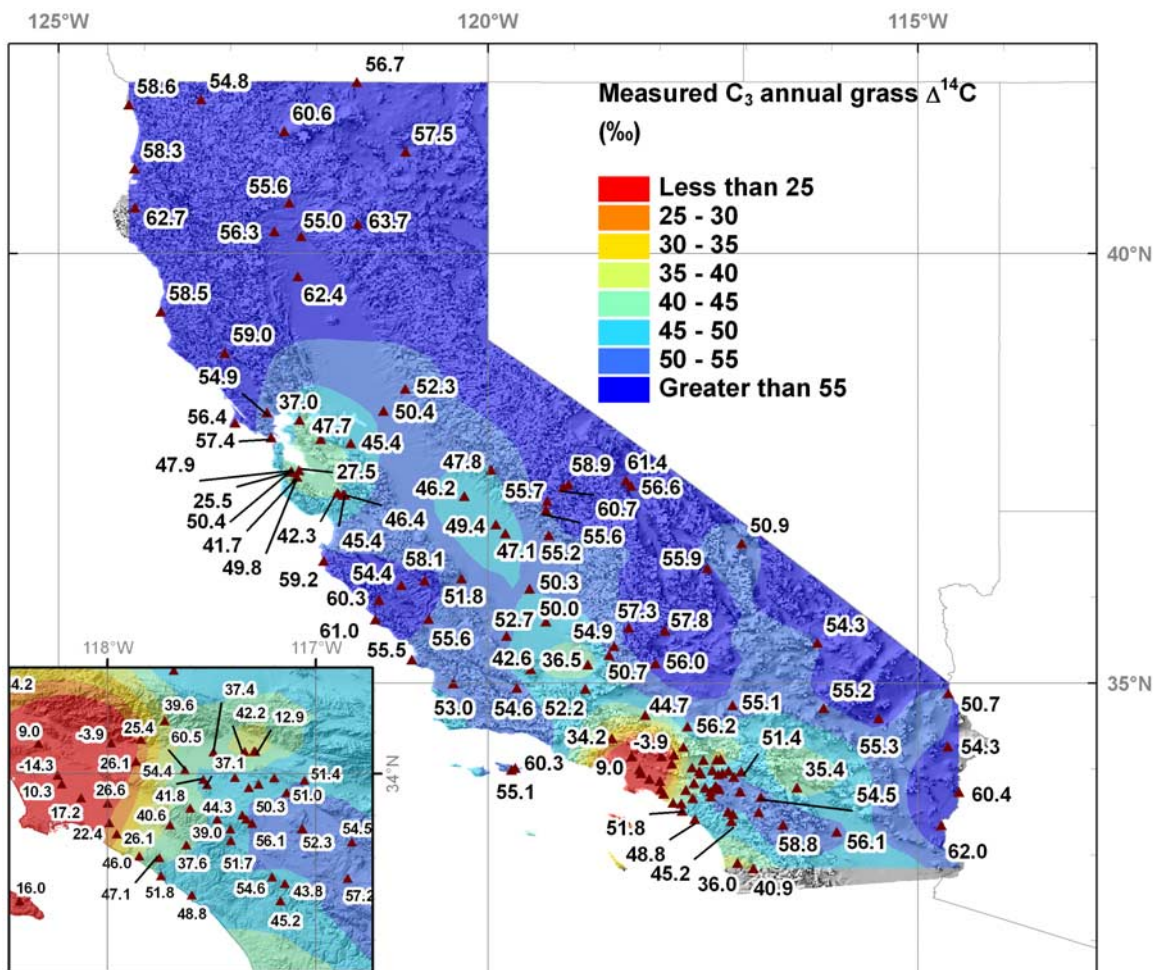 125°W 120°W 115°W
56.7
58.6 54.8
Measured C₃ annual grass Δ¹⁴C
(‰)
60.6
57.5
58.3
Less than 25
55.6
25 - 30
62.7 56.3 55.0 63.7
30 - 35
40°N
35 - 40
62.4
40 - 45
58.5
45 - 50
59.0
50 - 55
54.9
Greater than 55
37.0 52.3
56.4 47.7 50.4
57.4 45.4
47.9 27.5 47.8 58.9 61.4
25.5 46.2 55.7 56.6
50.4 46.4 60.7
41.7 42.3 49.4 55.6 50.9
49.8 45.4 47.1 55.2
59.2 54.4 58.1 55.9
60.3 51.8 50.3
61.0 55.6 52.7 50.0 57.3 57.8 54.3
55.5 54.9
42.6 36.5 50.7 56.0
35°N
53.0 54.6 52.2 44.7 55.1 55.2 50.7
34.2 -3.9 56.2 51.4 55.3 54.3
60.3 9.0 35.4
55.1 54.5 60.4
51.8 58.8 56.1
48.8 62.0
45.2 36.0 40.9
118°W 117°W
37.4
4.2 39.6 42.2 12.9
9.0 -3.9 25.4 60.5
-14.3 26.1 54.4 37.1 51.4
34°N
10.3 26.6 41.8 44.3 50.3 51.0
17.2 40.6 39.0 54.5
22.4 26.1 56.1 52.3
46.0 37.6 51.7
47.1 51.8 54.6 43.8 57.2
16.0 48.8 45.2